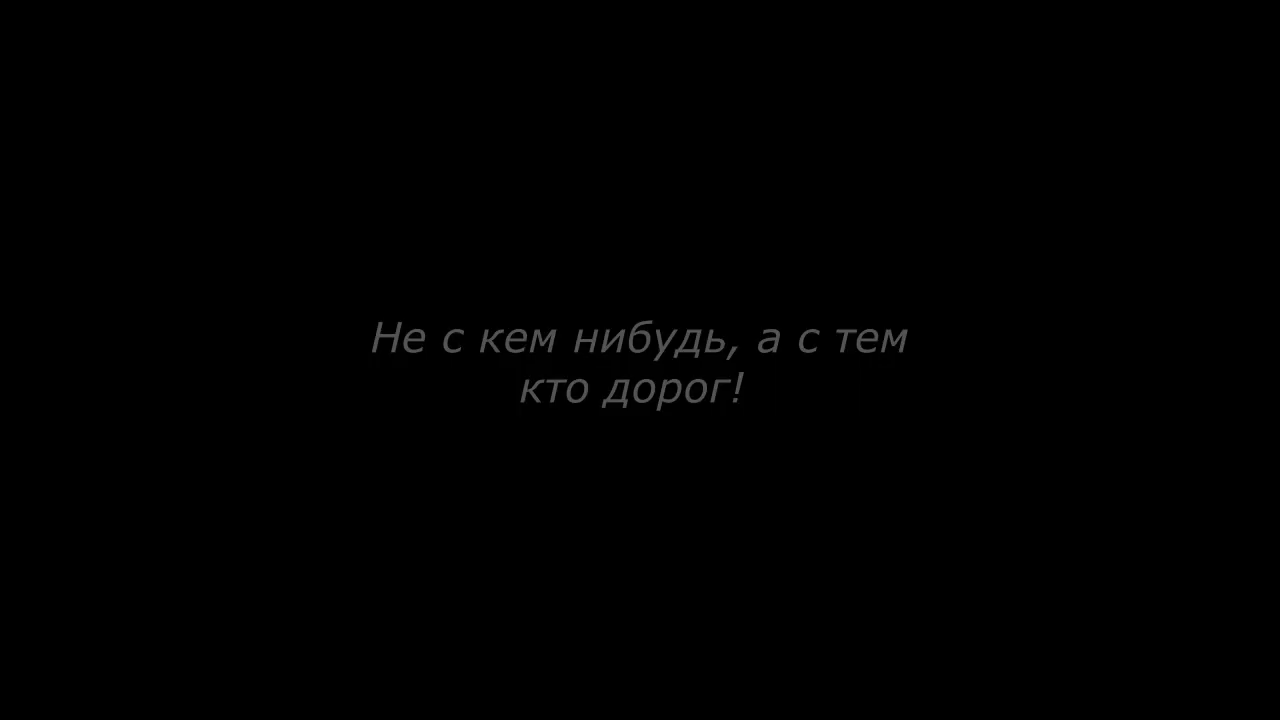 Не с кем нибудь, а с тем
кто дорог!